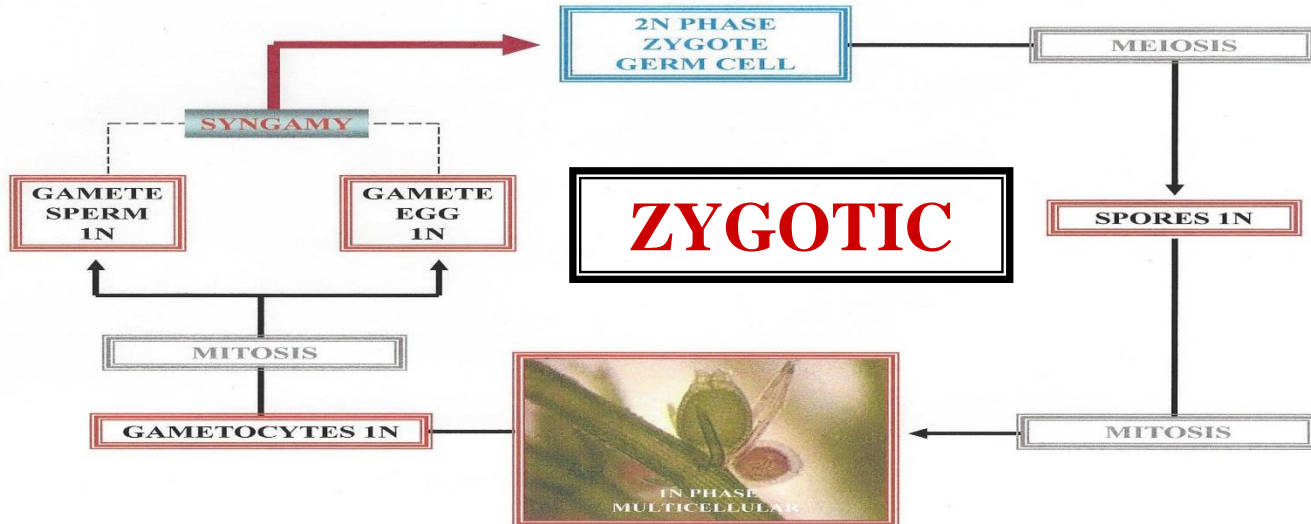 2N PHASE
ZYGOTE
GERM CELL
MEIOSIS
SYNGAMY
GAMETE
SPERM
1N
GAMETE
EGG
1N
ZYGOTIC
SPORES 1N
MITOSIS
GAMETOCYTES 1N
1N PHASE
MULTICELLULAR
MITOSIS